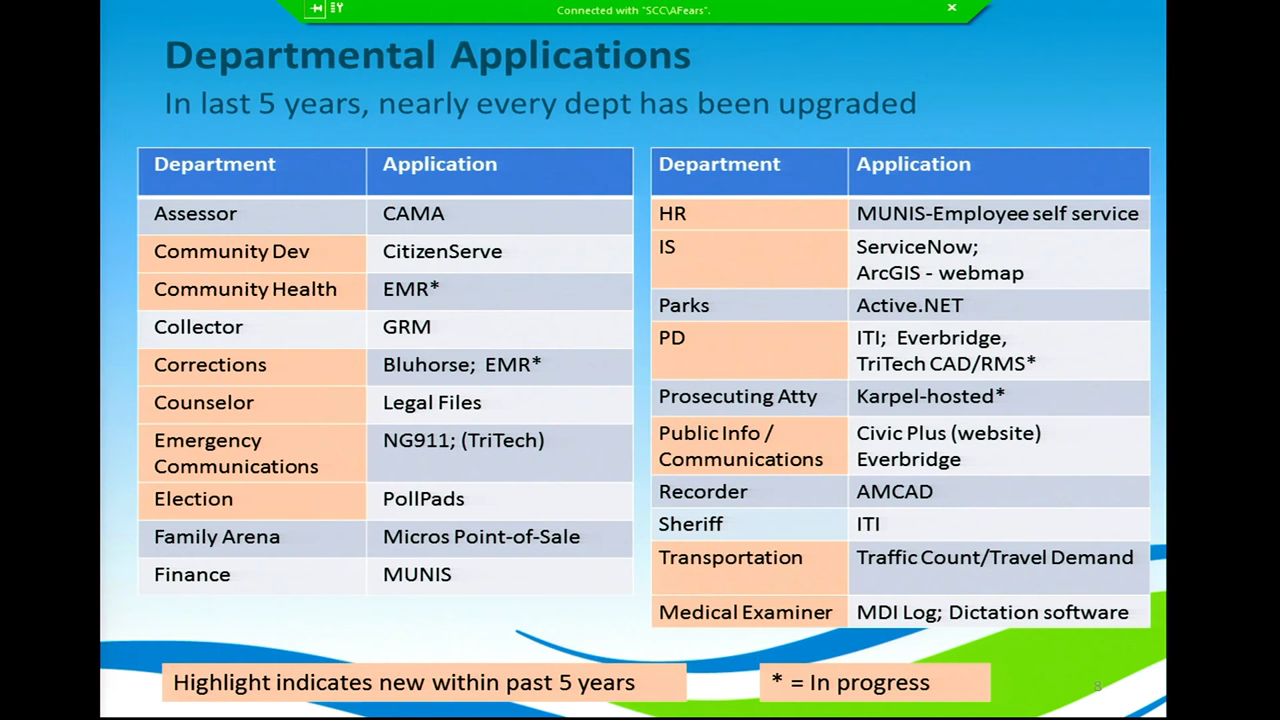 Connected with "SCC\AFears".
Departmental Applications
In last 5 years, nearly every dept has been upgraded
Department Application
Assessor CAMA
Community Dev CitizenServe
Community Health EMR*
Collector GRM
Corrections Bluhorse; EMR*
Counselor Legal Files
Emergency NG911; (TriTech)
Communications
Election PollPads
Family Arena Micros Point-of-Sale
Finance MUNIS
Department Application
HR MUNIS-Employee self service
IS ServiceNow;
ArcGIS - webmap
Parks Active.NET
PD ITI; Everbridge,
TriTech CAD/RMS*
Prosecuting Atty Karpel-hosted*
Public Info / Civic Plus (website)
Communications Everbridge
Recorder AMCAD
Sheriff ITI
Transportation Traffic Count/Travel Demand
Medical Examiner MDI Log; Dictation software
Highlight indicates new within past 5 years
* = In progress
8